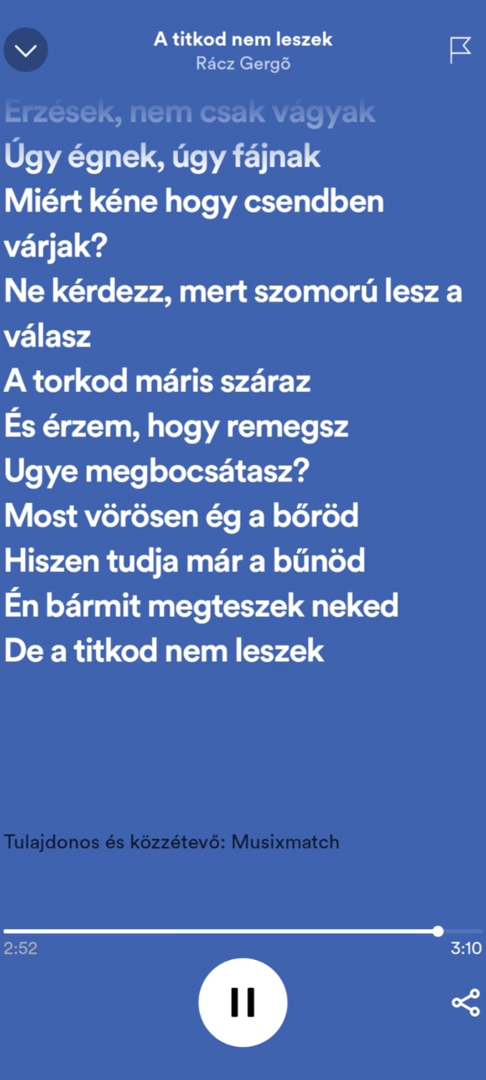 A titkod nem leszek
Rácz Gergõ
Érzések, nem csak vágyak
Úgy égnek, úgy fájnak
Miért kéne hogy csendben
várjak?
Ne kérdezz, mert szomorú lesz a
válasz
A torkod máris száraz
És érzem, hogy remegsz
Ugye megbocsátasz?
Most vörösen ég a bőröd
Hiszen tudja már a bűnöd
Én bármit megteszek neked
De a titkod nem leszek
Tulajdonos és közzétevő: Musixmatch
2:52
3:10